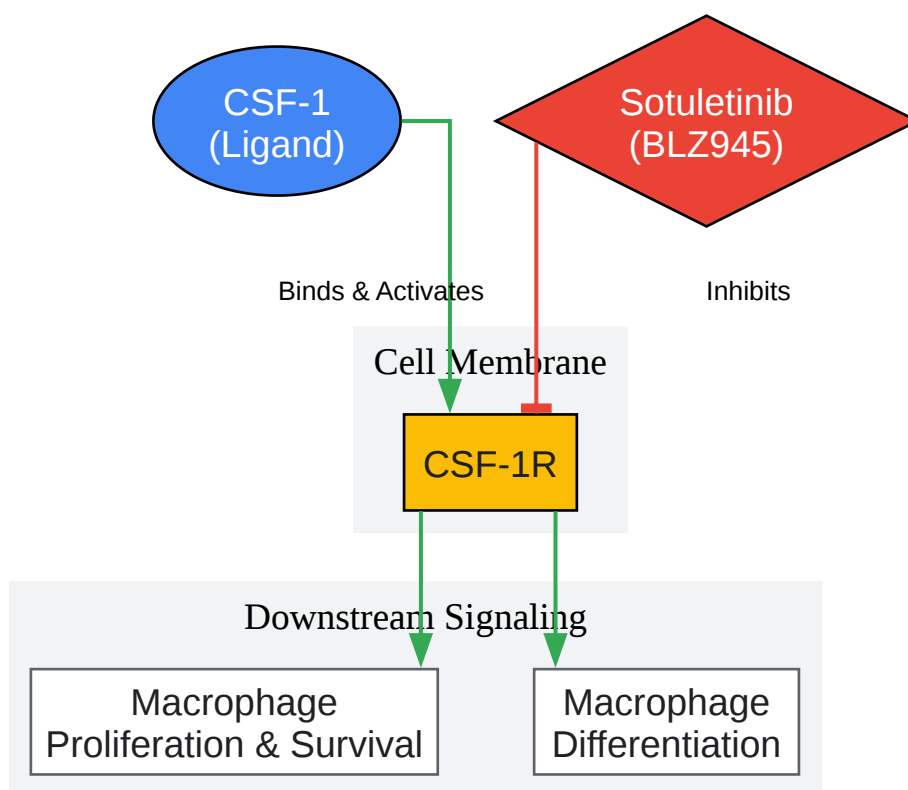 CSF-1
(Ligand)
Sotuletinib
(BLZ945)
Binds & Activates
Inhibits
Cell Membrane
CSF-1R
Downstream Signaling
Macrophage
Proliferation & Survival
Macrophage
Differentiation